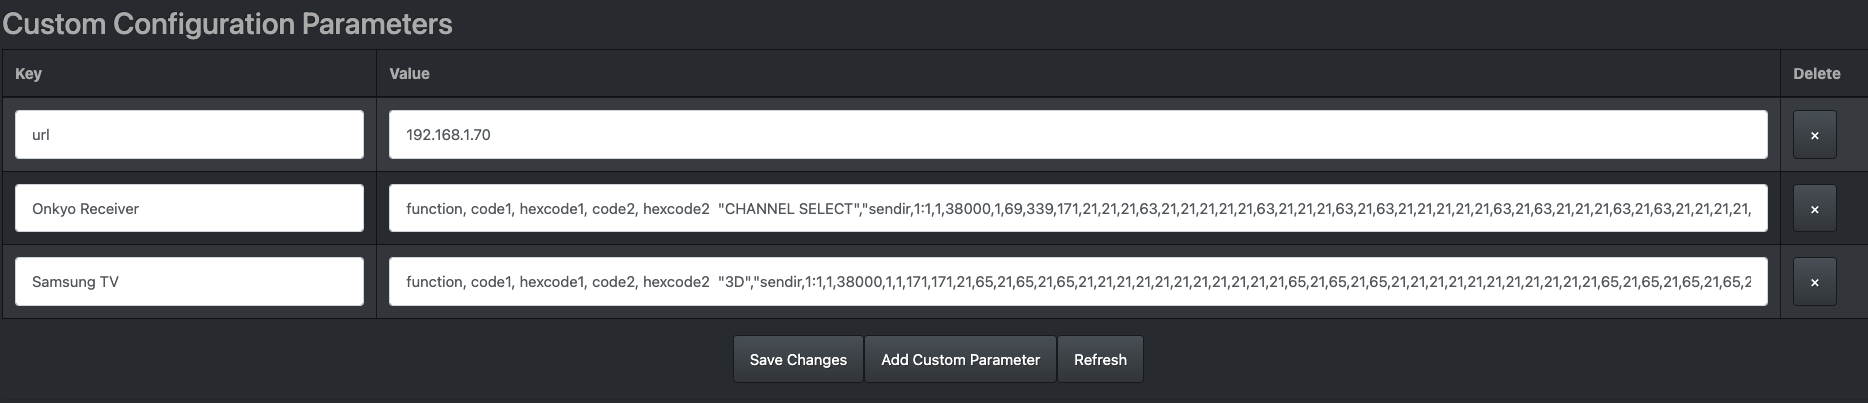 Custom Configuration Parameters
Key Value Delete
url 192.168.1.70 ×
Onkyo Receiver function, code1, hexcode1, code2, hexcode2 "CHANNEL SELECT","sendir,1:1,1,38000,1,69,339,171,21,21,21,63,21,21,21,21,21,63,21,21,21,63,21,63,21,21,21,21,21,63,21,63,21,21,21,63,21,63,21,21,21,21, ×
Samsung TV function, code1, hexcode1, code2, hexcode2 "3D","sendir,1:1,1,38000,1,1,171,171,21,65,21,65,21,65,21,21,21,21,21,21,21,21,21,21,21,65,21,65,21,65,21,21,21,21,21,21,21,21,21,21,21,65,21,65,21,65,21,65,2 ×
Save Changes Add Custom Parameter Refresh